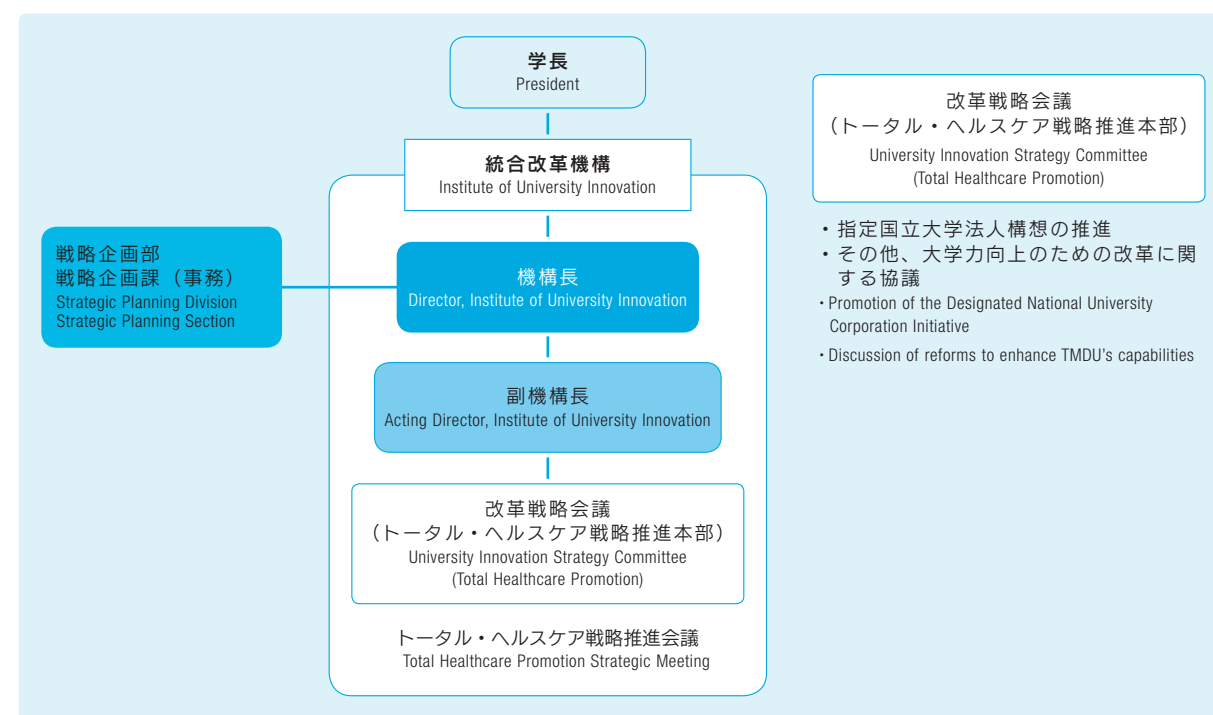 学長
President
統合改革機構
Institute of University Innovation
戦略企画部
戦略企画課（事務）
Strategic Planning Division
Strategic Planning Section
機構長
Director, Institute of University Innovation
副機構長
Acting Director, Institute of University Innovation
改革戦略会議
（トータル・ヘルスケア戦略推進本部）
University Innovation Strategy Committee
(Total Healthcare Promotion)
トータル・ヘルスケア戦略推進会議
Total Healthcare Promotion Strategic Meeting
改革戦略会議
（トータル・ヘルスケア戦略推進本部）
University Innovation Strategy Committee
(Total Healthcare Promotion)
・指定国立大学法人構想の推進
・その他、大学力向上のための改革に関
する協議
・Promotion of the Designated National University
Corporation Initiative
・Discussion of reforms to enhance TMDU's capabilities